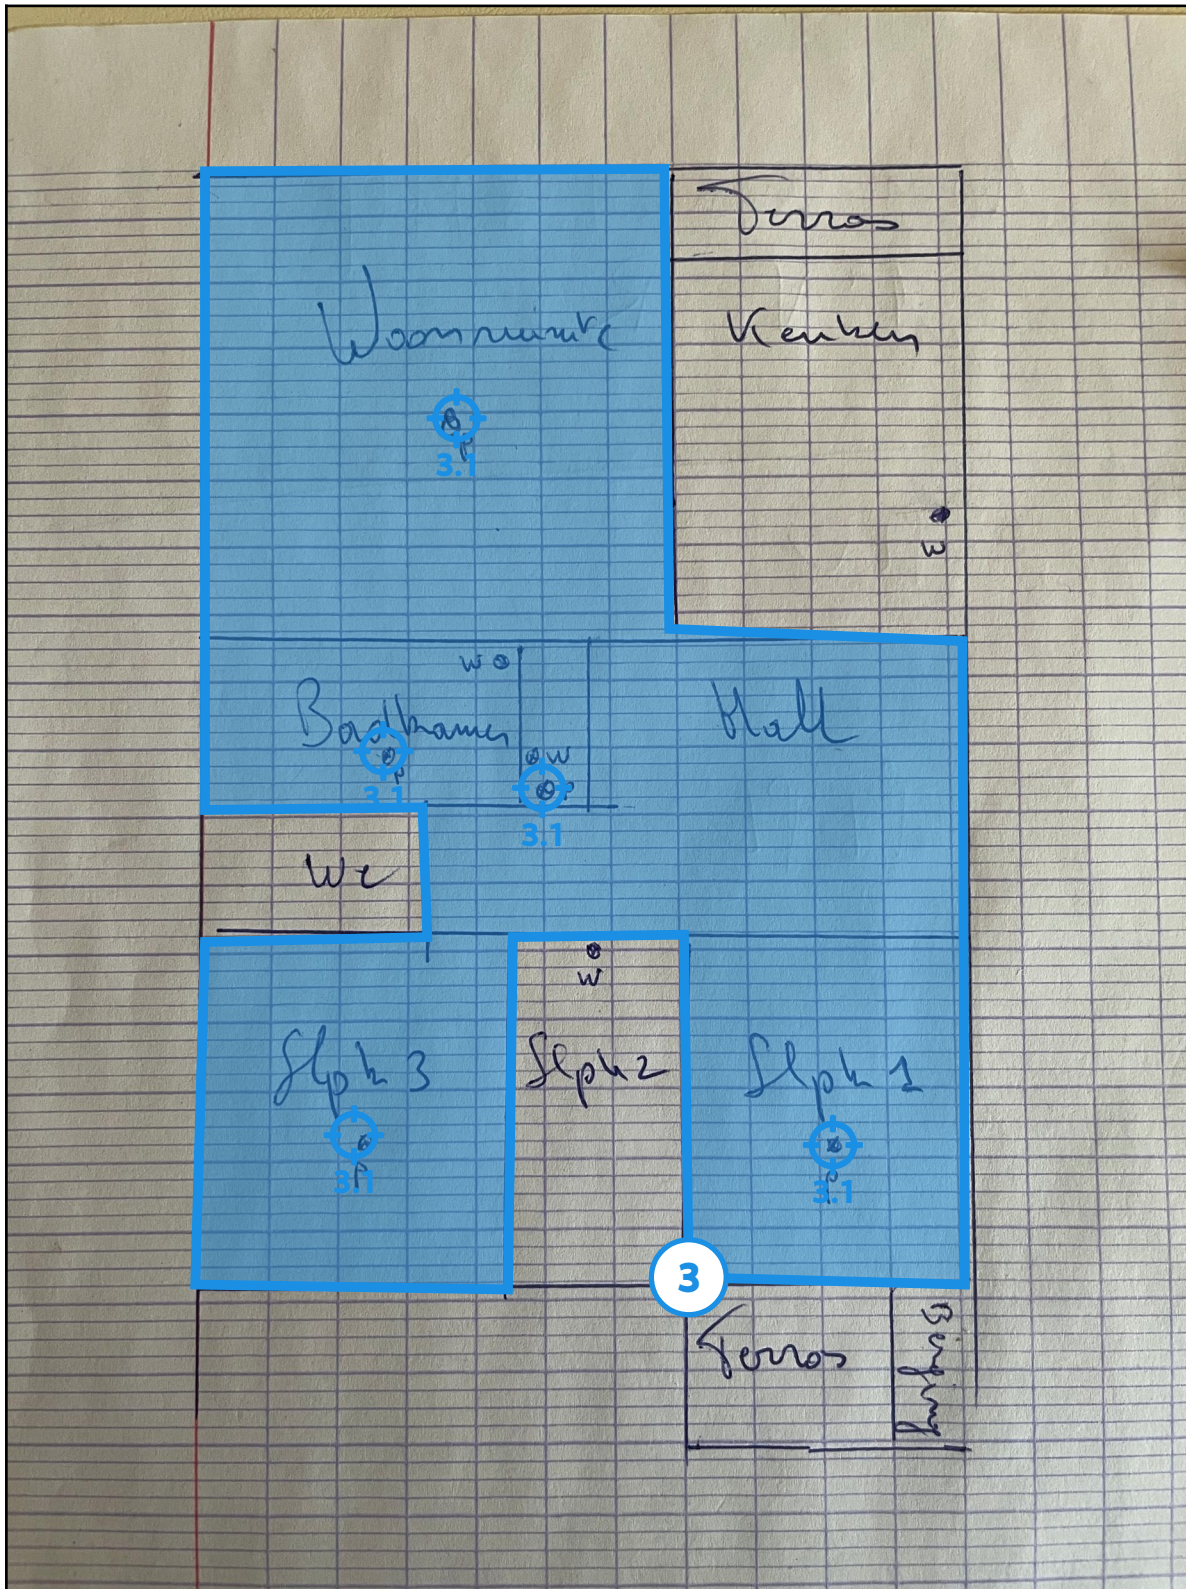 Terras
Woonruimte
Keuken
P
3.1
W
W
Badkamer
Hall
W
P
3.1
P
3.1
Wc
W
Slpk 3
Slpk 2
Slpk 1
P
3.1
P
3.1
3
Terras
Berging